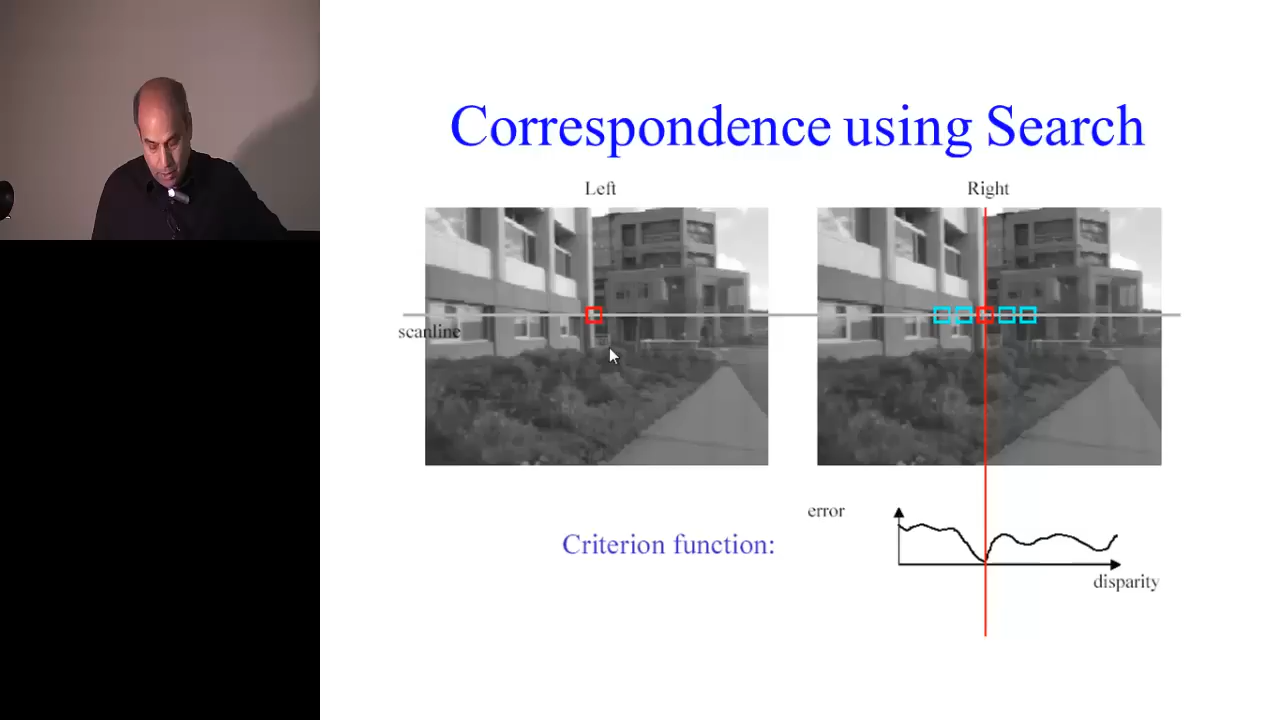 Correspondence using Search
Left
Right
scanline
error
Criterion function:
disparity